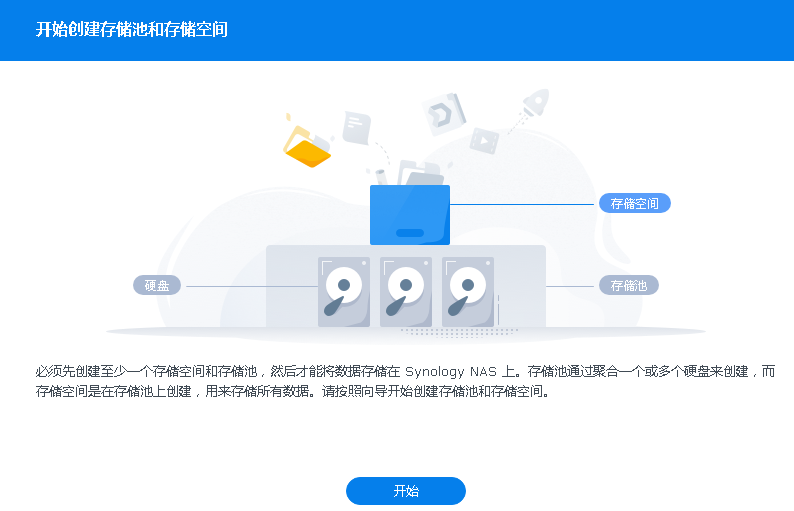 开始创建存储池和存储空间
存储空间
硬盘
存储池
必须先创建至少一个存储空间和存储池，然后才能将数据存储在 Synology NAS 上。存储池通过聚合一个或多个硬盘来创建，而
存储空间是在存储池上创建，用来存储所有数据。请按照向导开始创建存储池和存储空间。
开始